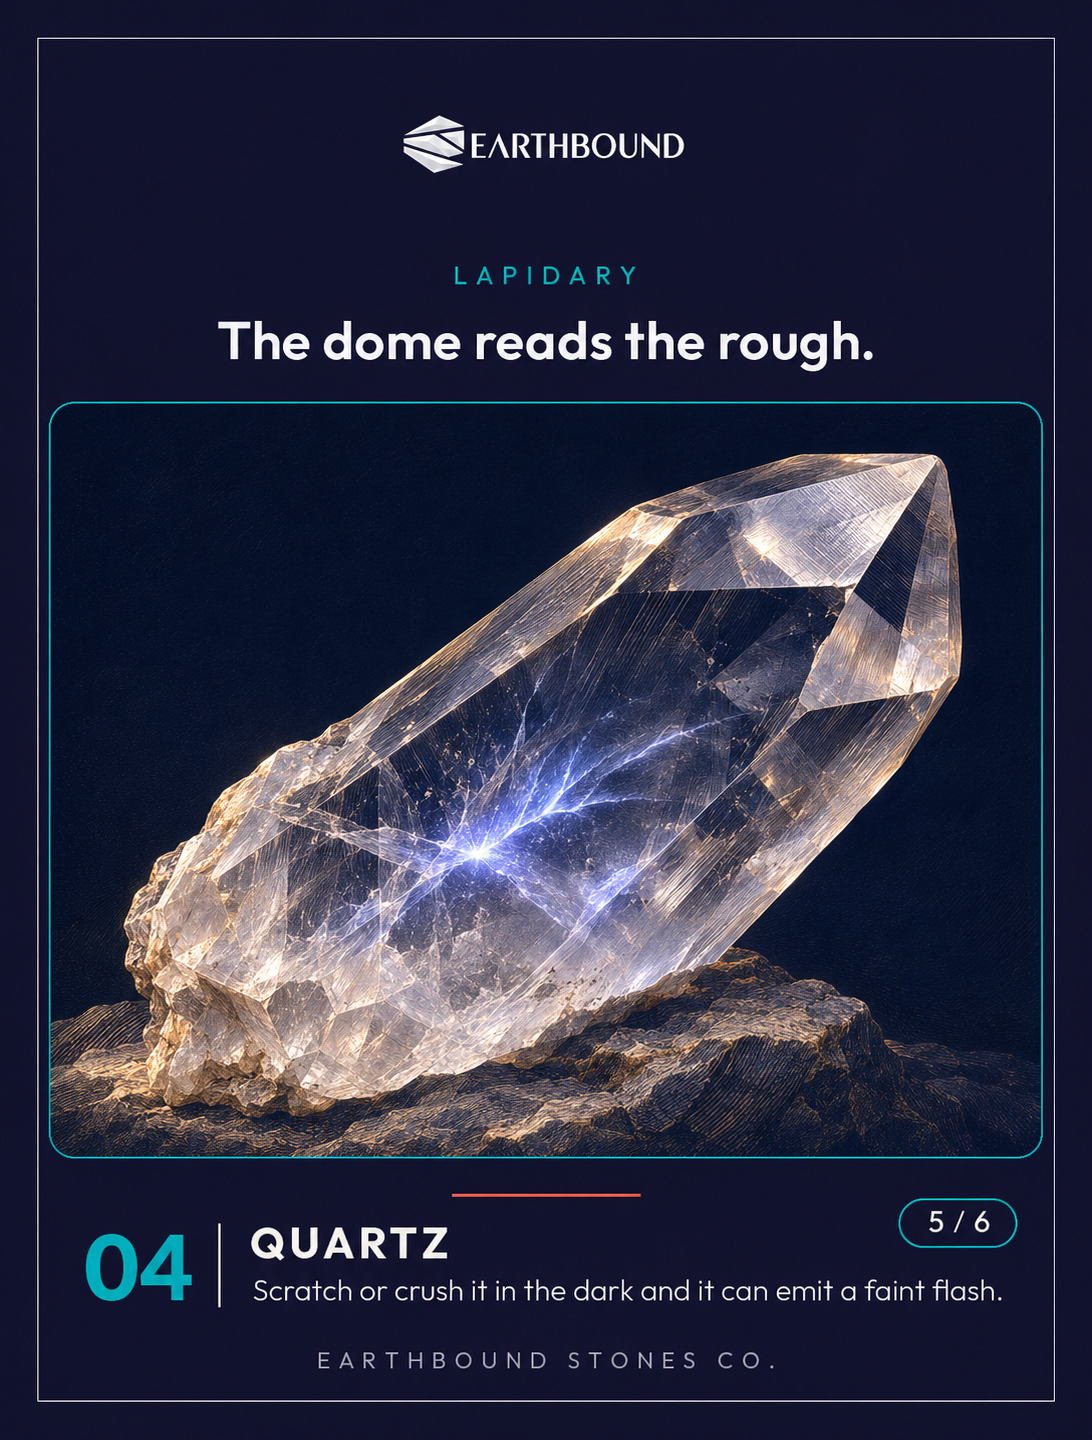 EARTHBOUND
LAPIDARY
The dome reads the rough.
5 / 6
04
QUARTZ
Scratch or crush it in the dark and it can emit a faint flash.
EARTHBOUND STONES CO.